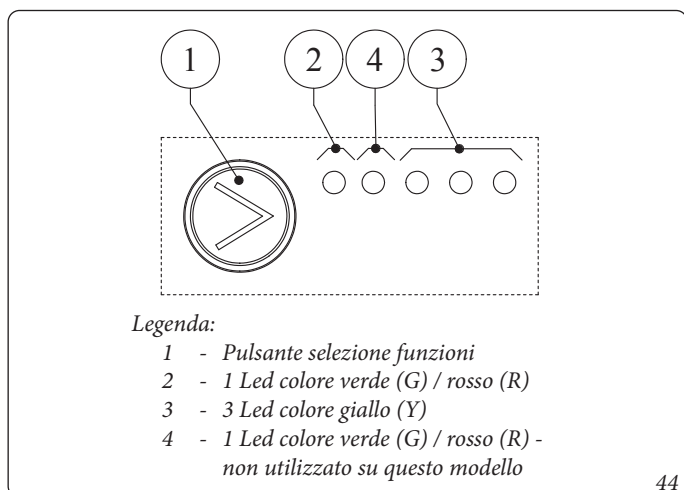 1 2 4 3
Legenda:
1 - Pulsante selezione funzioni
2 - 1 Led colore verde (G) / rosso (R)
3 - 3 Led colore giallo (Y)
4 - 1 Led colore verde (G) / rosso (R) -
non utilizzato su questo modello
44